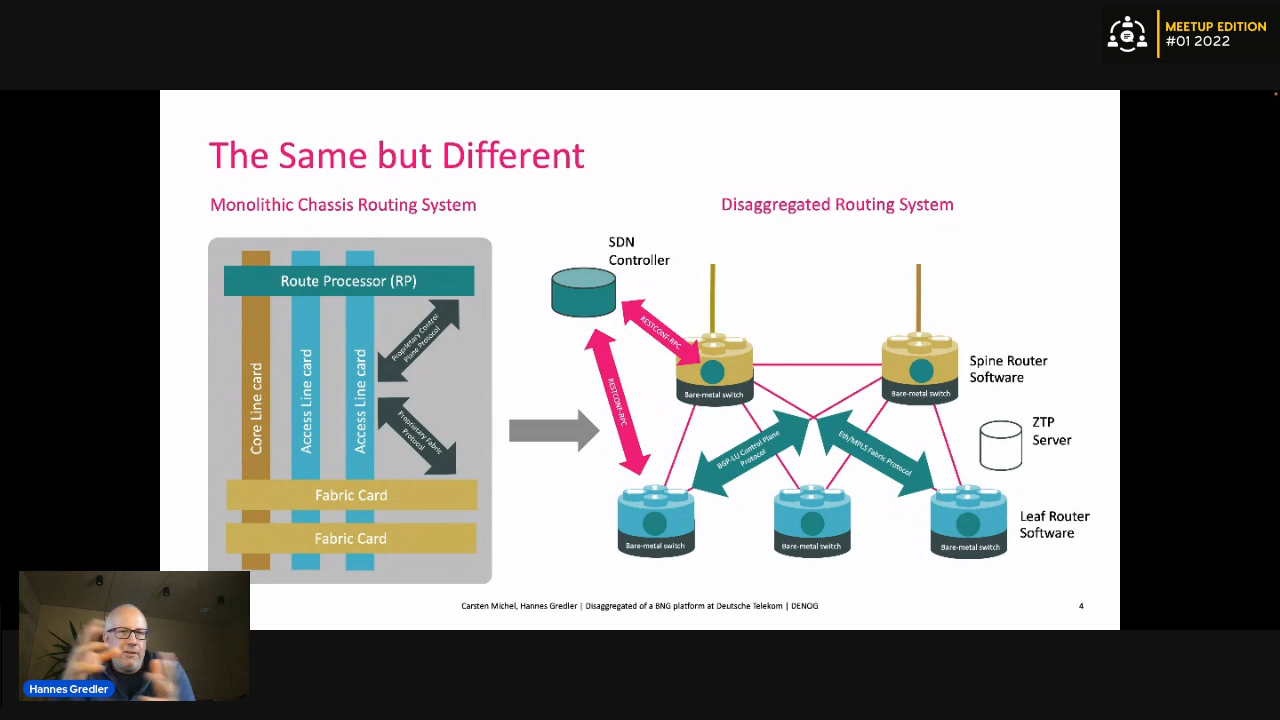 MEETUP EDITION
#01 2022
The Same but Different
Monolithic Chassis Routing System
Disaggregated Routing System
Route Processor (RP)
Core Line card
Access Line card
Access Line card
Proprietary Control
Plane Protocol
Proprietary Fabric
Protocol
Fabric Card
Fabric Card
SDN
Controller
RESTCONF-RPC
RESTCONF-RPC
Bare-metal switch
Bare-metal switch
Spine Router
Software
ZTP
Server
BGP-LU Control Plane
Protocol
Eth/MPLS Fabric Protocol
Bare-metal switch
Bare-metal switch
Bare-metal switch
Leaf Router
Software
Carsten Michel, Hannes Gredler | Disaggregated of a BNG platform at Deutsche Telekom | DENOG
4
Hannes Gredler